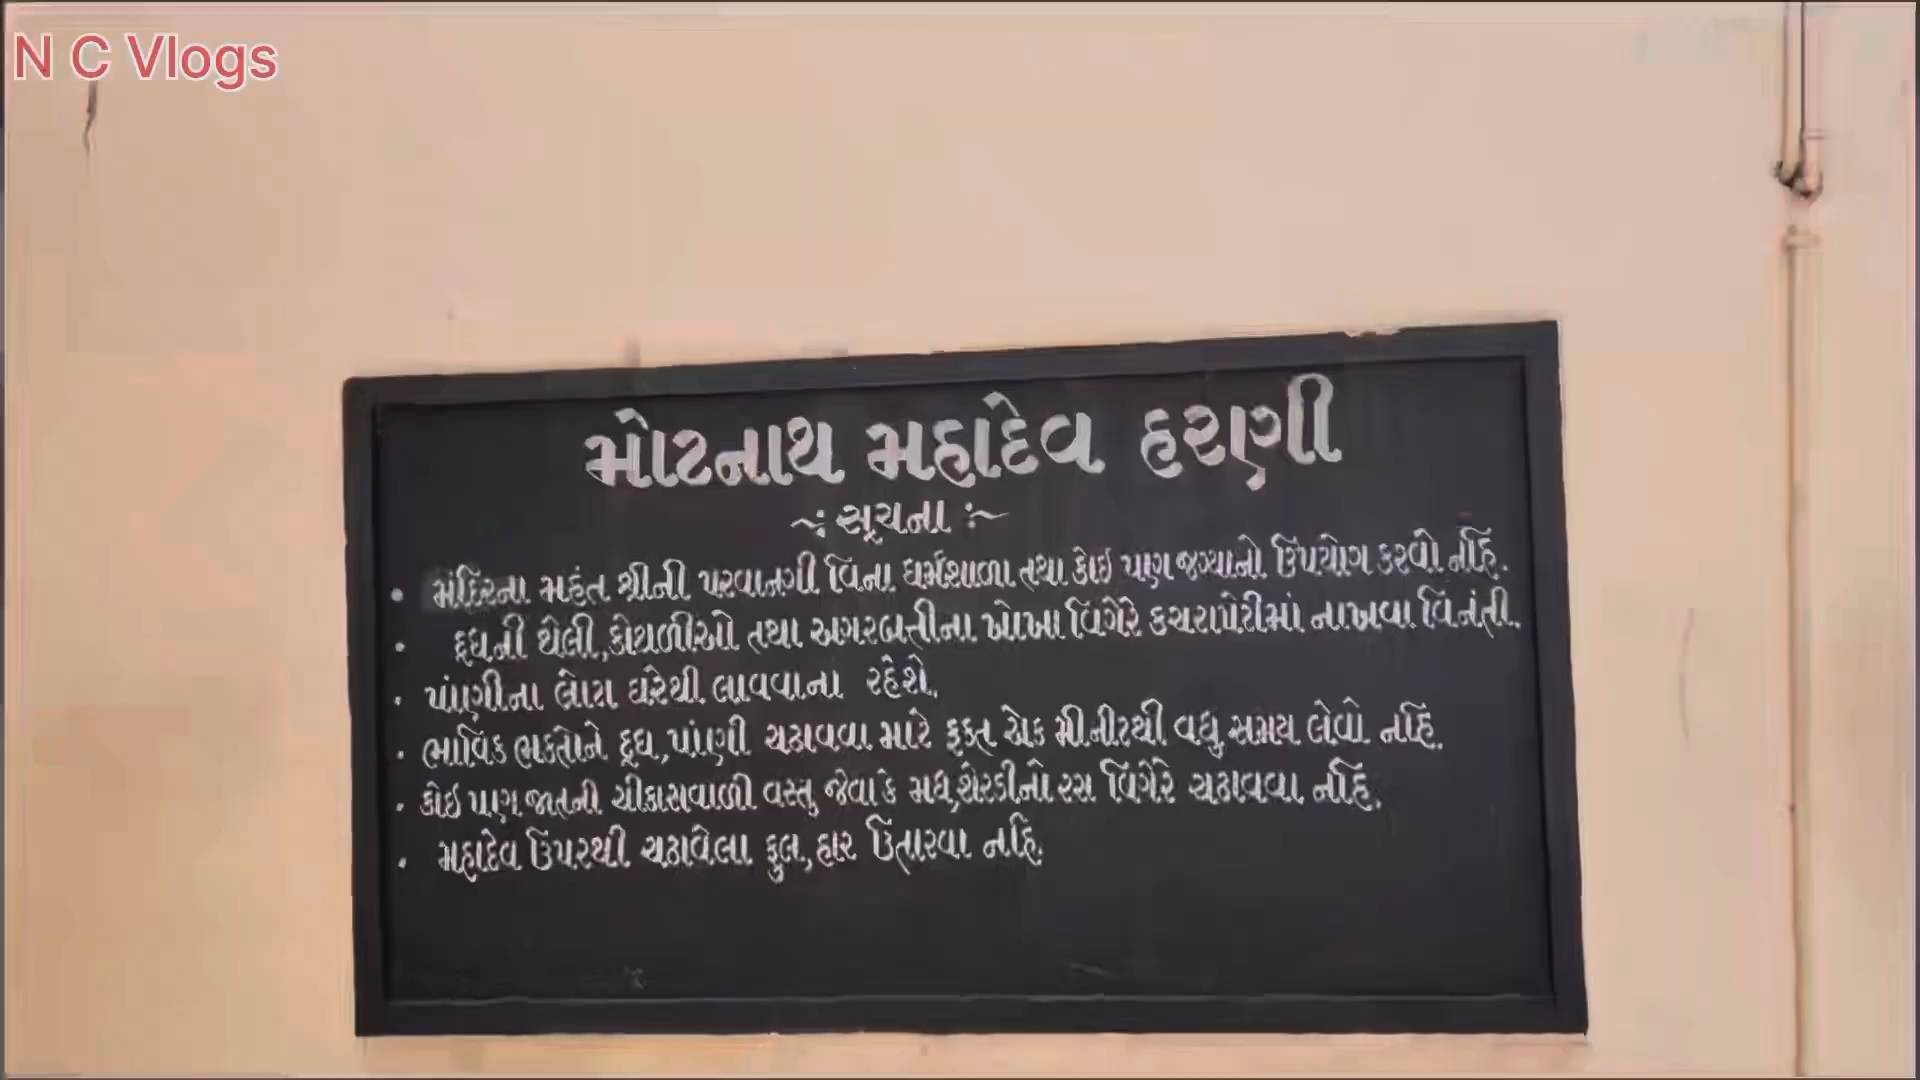 N C Vlogs
મોટનાથ મહાદેવ હરણી
~: સૂચના :~
• મંદિરના મહંત શ્રીની પરવાનગી વિના ધર્મશાળા તથા કોઇ પણ જગ્યાનો ઉપયોગ કરવો નહિં.
• દૂધની થેલી, કોથળીઓ તથા અગરબત્તીના ખોખા વિગેરે કચરાપેટીમાં નાખવા વિનંતી.
• પાંણીના લોટા ઘરેથી લાવવાના રહેશે.
• ભાવિક ભક્તોને દૂધ, પાંણી ચઢાવવા માટે ફક્ત એક મીનીટથી વધુ સમય લેવો નહિં.
• કોઇ પણ જાતની ચીકાસવાળી વસ્તુ જેવા કે મધ, શેરડીનો રસ વિગેરે ચઢાવવા નહિં.
• મહાદેવ ઉપરથી ચઢાવેલા ફુલ, હાર ઉતારવા નહિં.